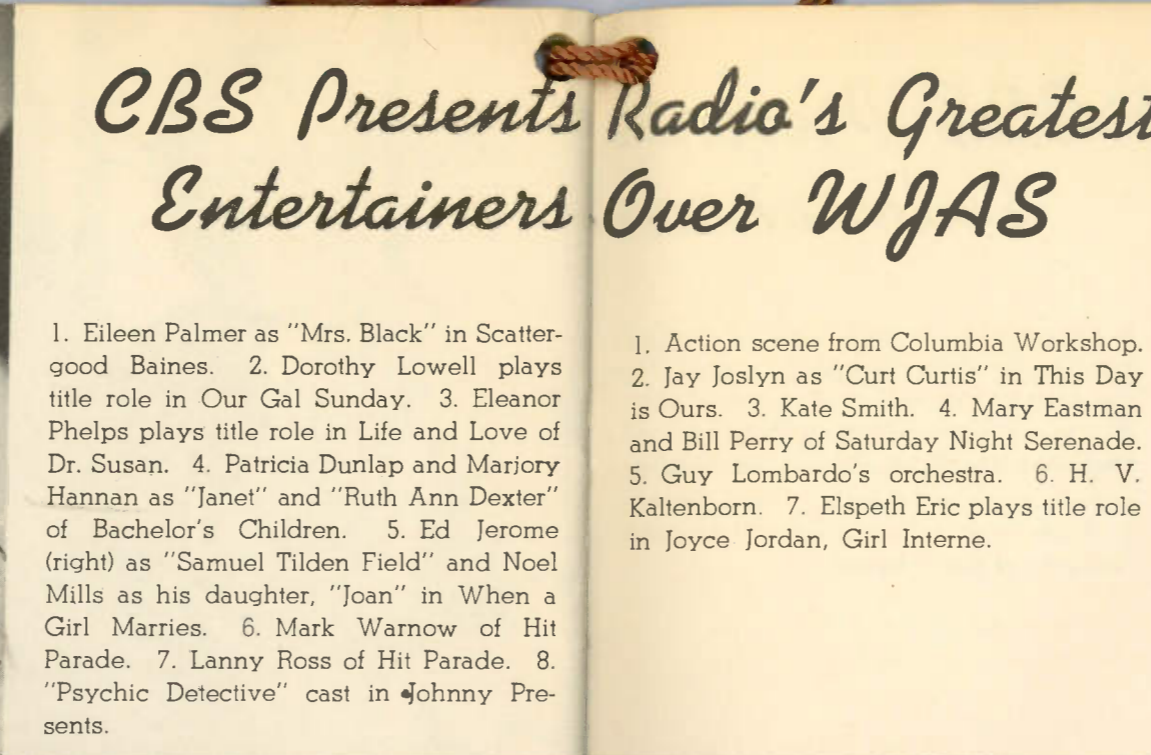 CBS Presents Radio's Greatest
Entertainers Over WJAS
1. Eileen Palmer as "Mrs. Black" in Scatter-
good Baines. 2. Dorothy Lowell plays
title role in Our Gal Sunday. 3. Eleanor
Phelps plays title role in Life and Love of
Dr. Susan. 4. Patricia Dunlap and Marjory
Hannan as "Janet" and "Ruth Ann Dexter"
of Bachelor's Children. 5. Ed Jerome
(right) as "Samuel Tilden Field" and Noel
Mills as his daughter, "Joan" in When a
Girl Marries. 6. Mark Warnow of Hit
Parade. 7. Lanny Ross of Hit Parade. 8.
"Psychic Detective" cast in Johnny Pre-
sents.
1. Action scene from Columbia Workshop.
2. Jay Joslyn as "Curt Curtis" in This Day
is Ours. 3. Kate Smith. 4. Mary Eastman
and Bill Perry of Saturday Night Serenade.
5. Guy Lombardo's orchestra. 6. H. V.
Kaltenborn. 7. Elspeth Eric plays title role
in Joyce Jordan, Girl Interne.